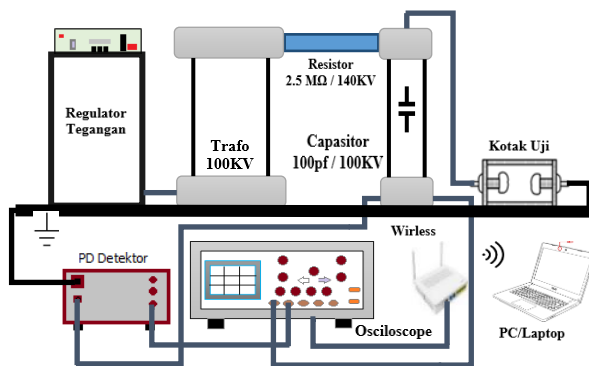 Regulator
Tegangan
Trafo
100KV
Resistor
2.5 MΩ / 140KV
Capasitor
100pf / 100KV
Kotak Uji
PD Detektor
Osciloscope
Wirless
PC/Laptop